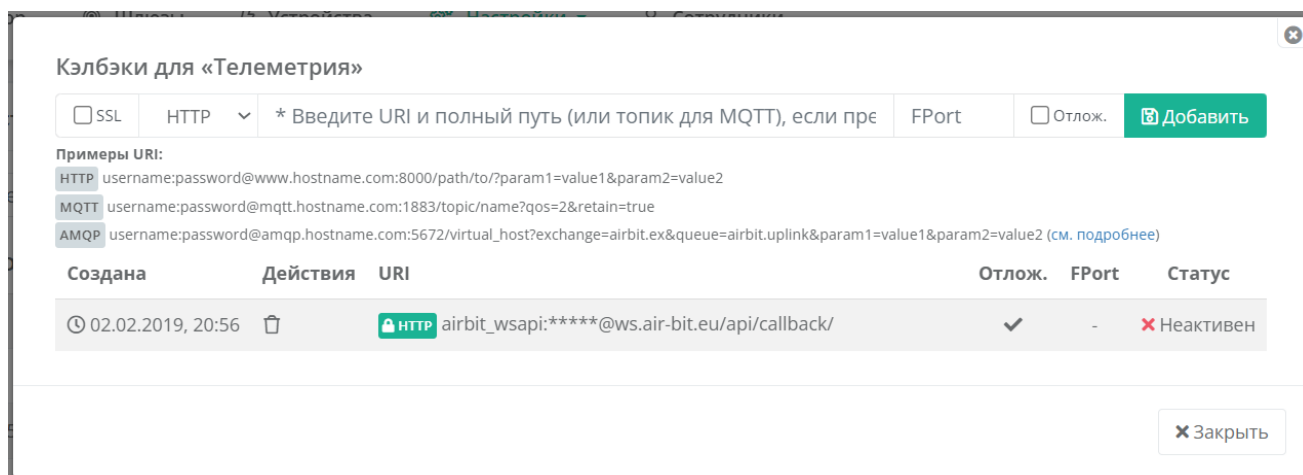 Шлюзы Устройства Настройки Сотрудники
Кэлбэки для «Телеметрия»
SSL HTTP * Введите URI и полный путь (или топик для MQTT), если пре FPort Отлож. Добавить
Примеры URI:
HTTP username:password@www.hostname.com:8000/path/to/?param1=value1&param2=value2
MQTT username:password@mqtt.hostname.com:1883/topic/name?qos=2&retain=true
AMQP username:password@amqp.hostname.com:5672/virtual_host?exchange=airbit.ex&queue=airbit.uplink&param1=value1&param2=value2 (см. подробнее)
Создана Действия URI Отлож. FPort Статус
02.02.2019, 20:56 HTTP airbit_wsapi:*****@ws.air-bit.eu/api/callback/ - Неактивен
Закрыть